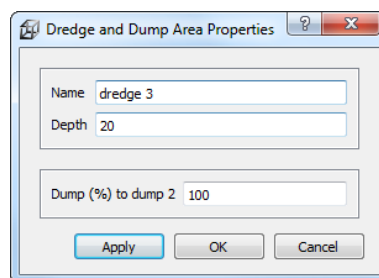 Dredge and Dump Area Properties
Name dredge 3
Depth 20
Dump (%) to dump 2 100
Apply OK Cancel